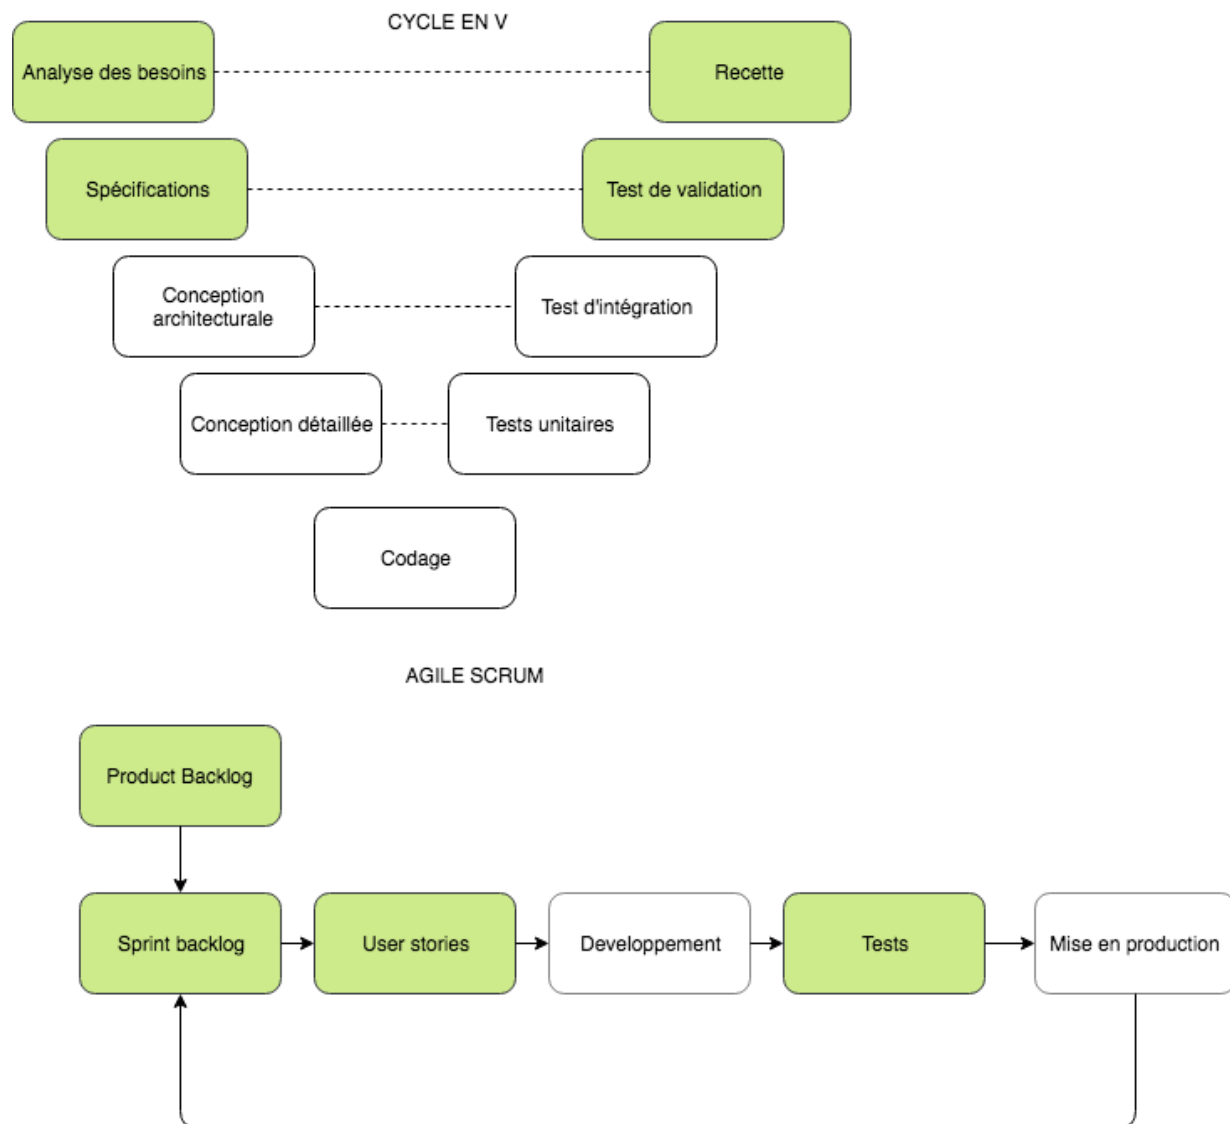 CYCLE EN V
Analyse des besoins
Recette
Spécifications
Test de validation
Conception
architecturale
Test d'intégration
Conception détaillée
Tests unitaires
Codage
AGILE SCRUM
Product Backlog
Sprint backlog
User stories
Developpement
Tests
Mise en production